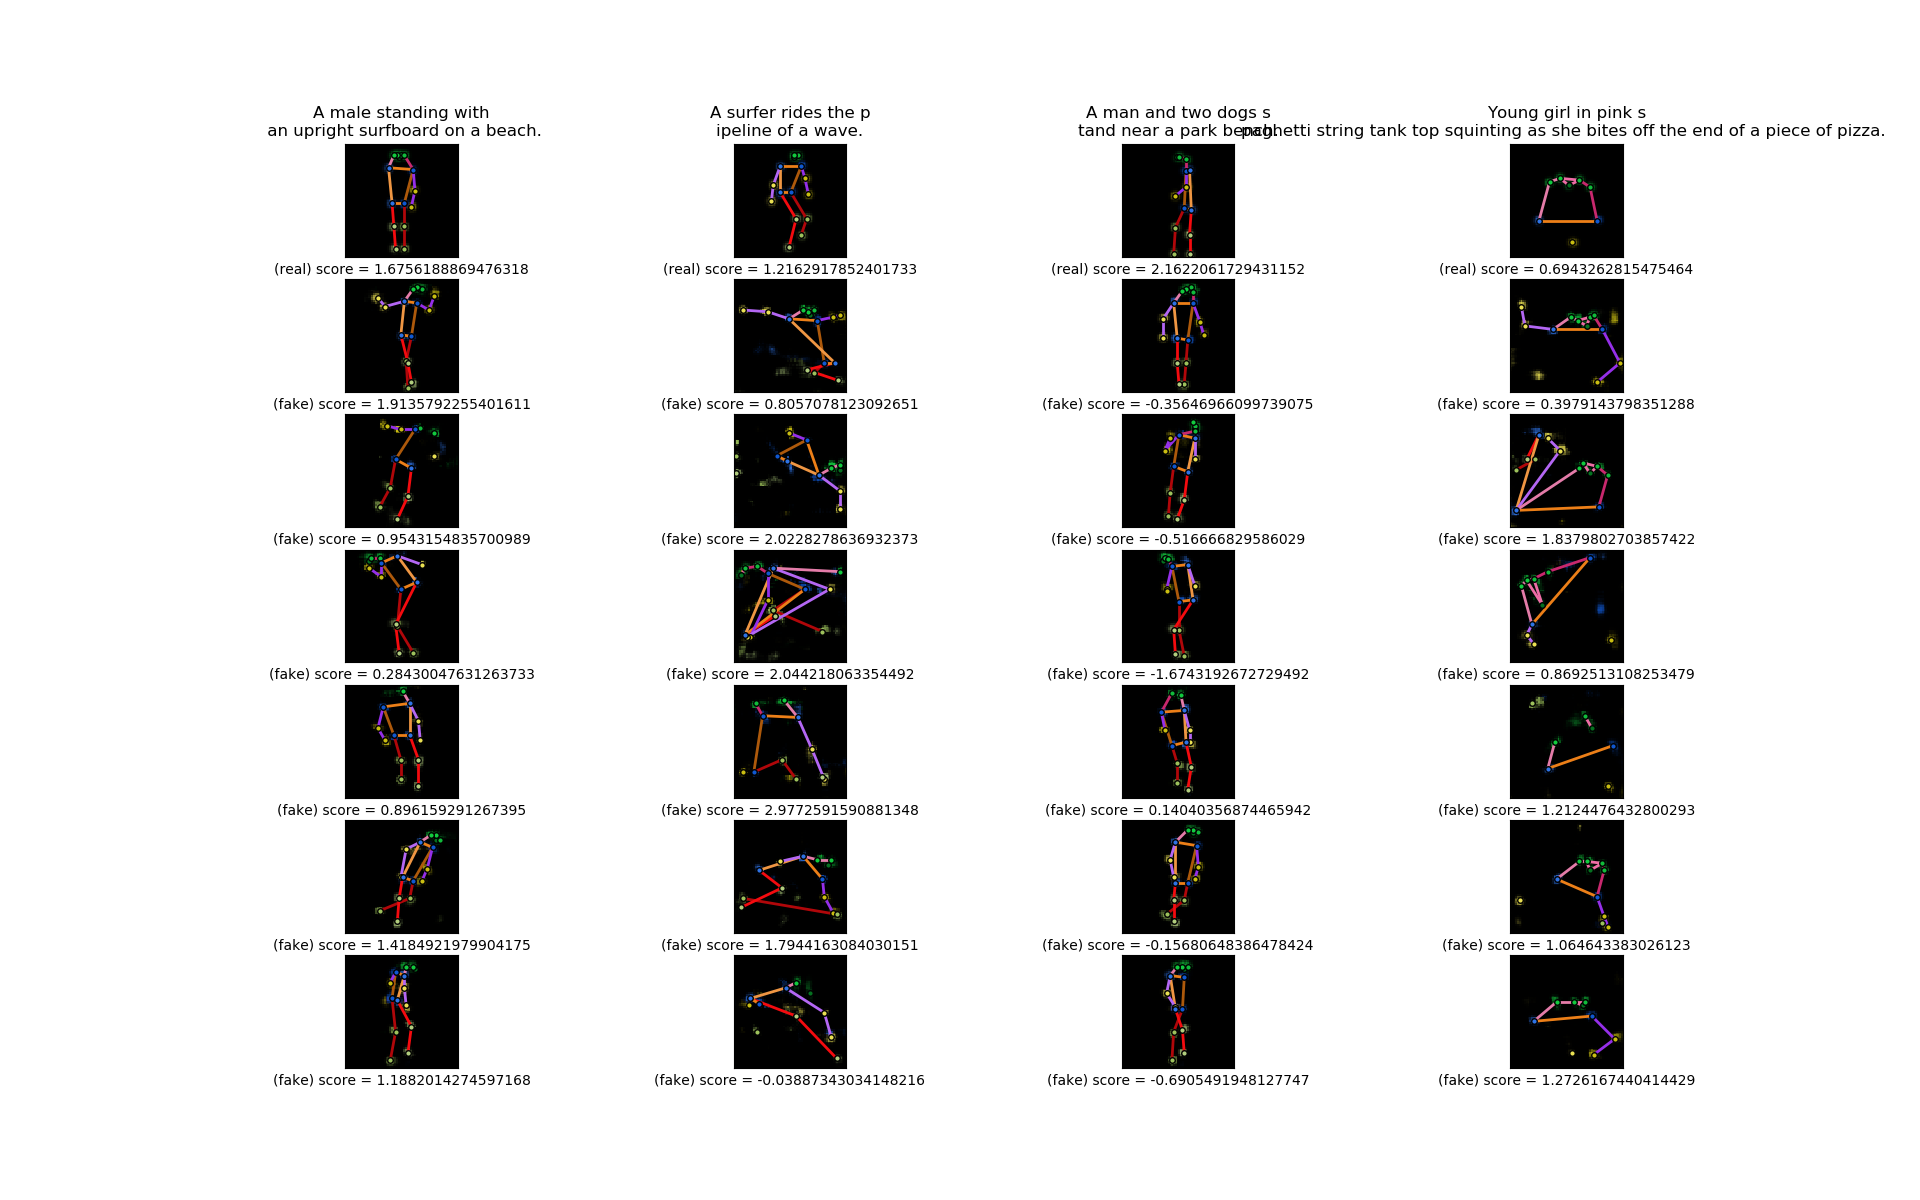 A male standing with
an upright surfboard on a beach.
A surfer rides the p
ipeline of a wave.
A man and two dogs s
tand near a park bench.
Young girl in pink s
paghetti string tank top squinting as she bites off the end of a piece of pizza.
(real) score = 1.6756188869476318
(real) score = 1.2162917852401733
(real) score = 2.1622061729431152
(real) score = 0.6943262815475464
(fake) score = 1.9135792255401611
(fake) score = 0.8057078123092651
(fake) score = -0.35646966099739075
(fake) score = 0.3979143798351288
(fake) score = 0.9543154835700989
(fake) score = 2.0228278636932373
(fake) score = -0.516666829586029
(fake) score = 1.8379802703857422
(fake) score = 0.28430047631263733
(fake) score = 2.044218063354492
(fake) score = -1.6743192672729492
(fake) score = 0.8692513108253479
(fake) score = 0.896159291267395
(fake) score = 2.9772591590881348
(fake) score = 0.14040356874465942
(fake) score = 1.2124476432800293
(fake) score = 1.4184921979904175
(fake) score = 1.7944163084030151
(fake) score = -0.15680648386478424
(fake) score = 1.064643383026123
(fake) score = 1.1882014274597168
(fake) score = -0.03887343034148216
(fake) score = -0.6905491948127747
(fake) score = 1.2726167440414429